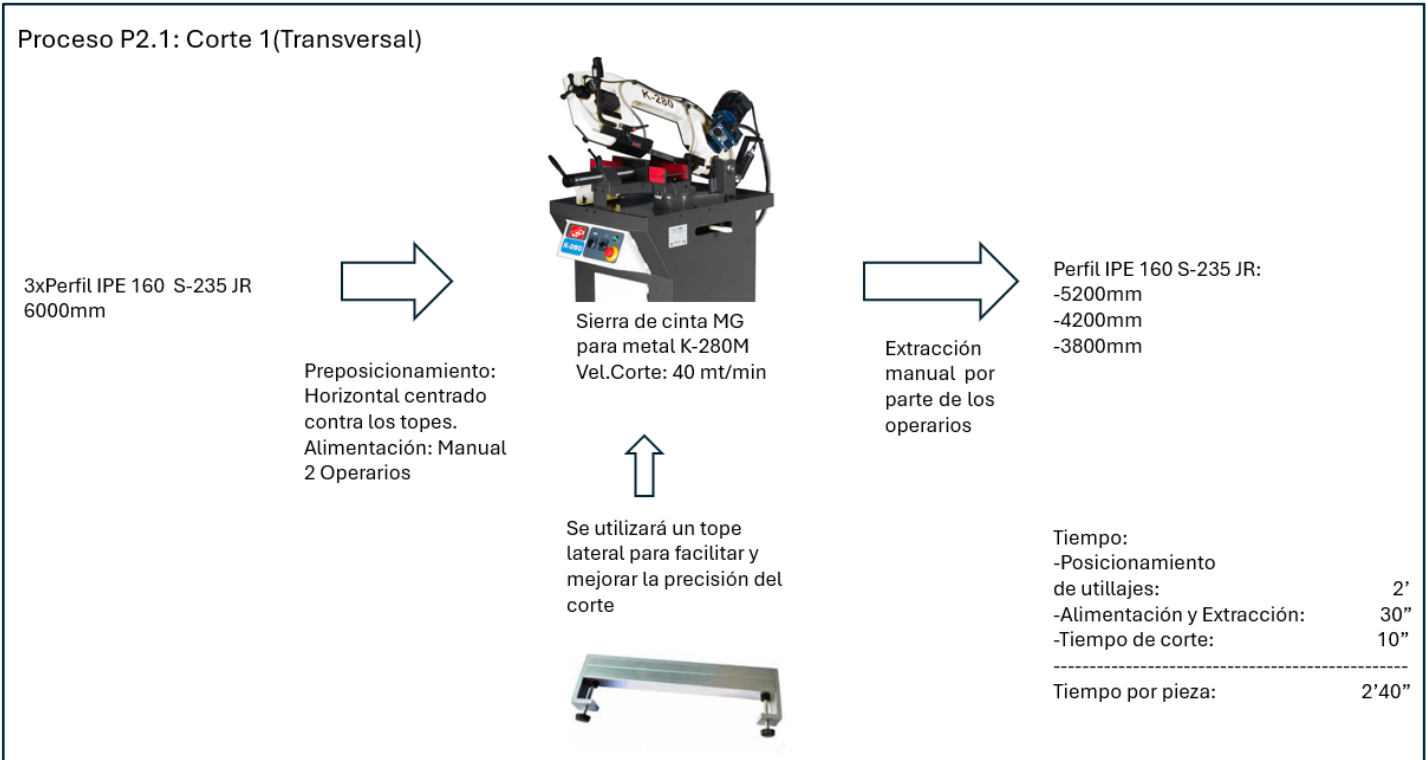 Proceso P2.1: Corte 1(Transversal)
K-280
K-280
3xPerfil IPE 160 S-235 JR
6000mm
Preposicionamiento:
Horizontal centrado
contra los topes.
Alimentación: Manual
2 Operarios
Sierra de cinta MG
para metal K-280M
Vel.Corte: 40 mt/min
Se utilizará un tope
lateral para facilitar y
mejorar la precisión del
corte
Extracción
manual por
parte de los
operarios
Perfil IPE 160 S-235 JR:
-5200mm
-4200mm
-3800mm
Tiempo:
-Posicionamiento
de utillajes: 2’
-Alimentación y Extracción: 30”
-Tiempo de corte: 10”
-------------------------------------------------
Tiempo por pieza: 2’40”